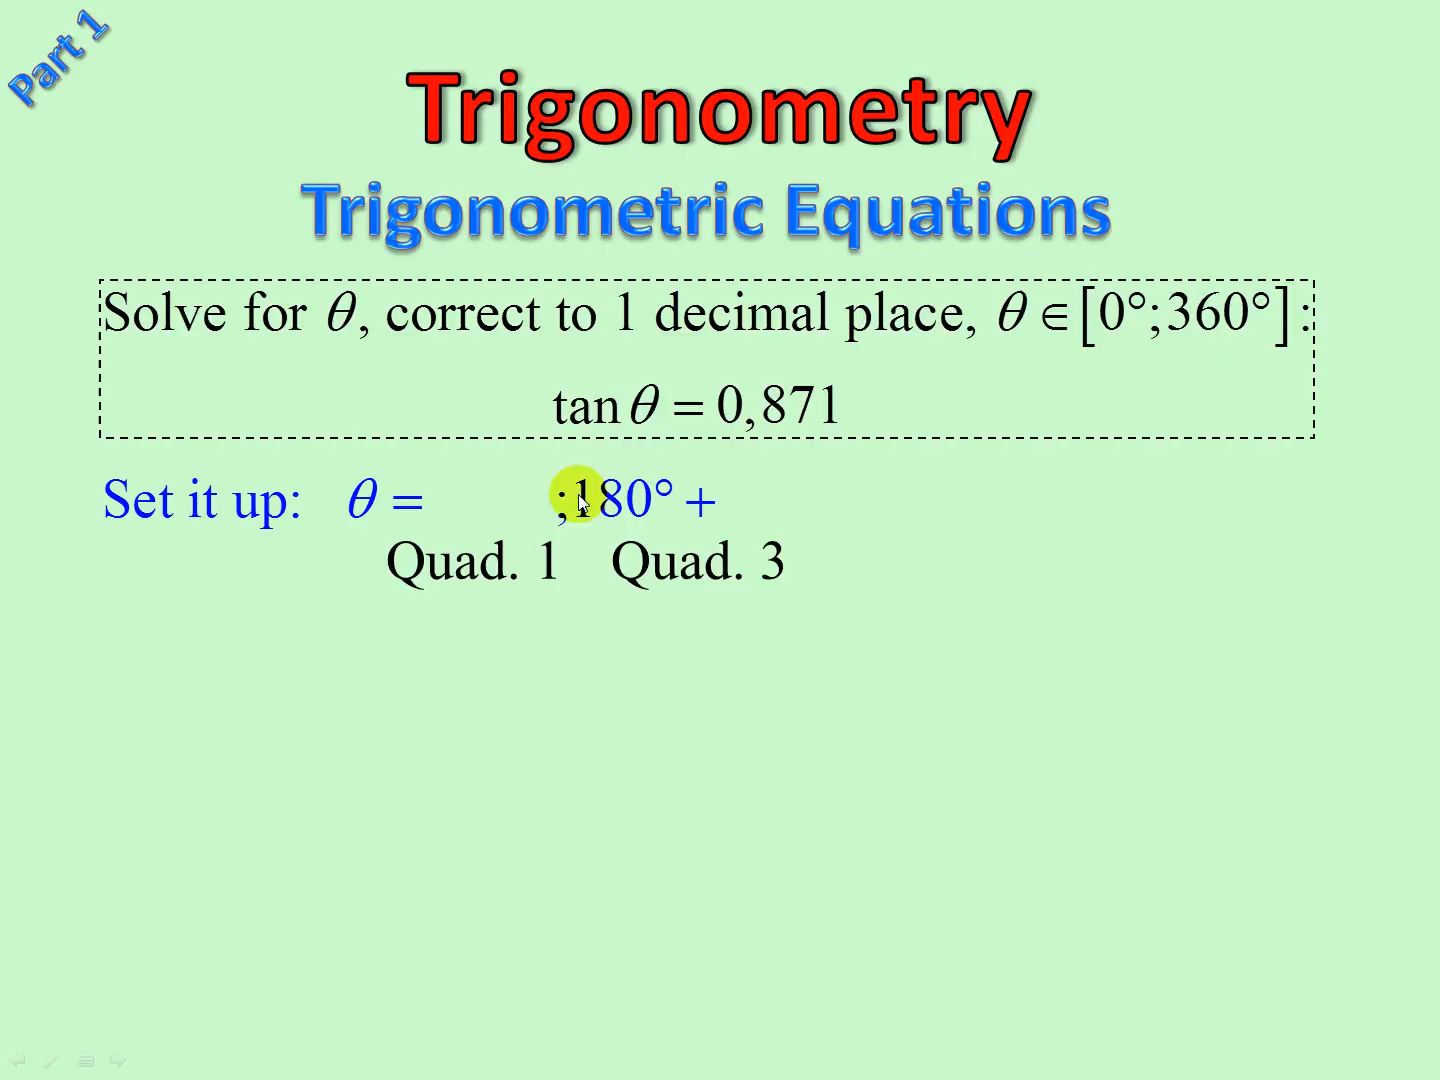 Part 1
Trigonometry
Trigonometric Equations
Solve for θ, correct to 1 decimal place, θ ∈ [0°;360°]:
tan θ = 0,871
Set it up: θ = ;180° +
Quad. 1 Quad. 3